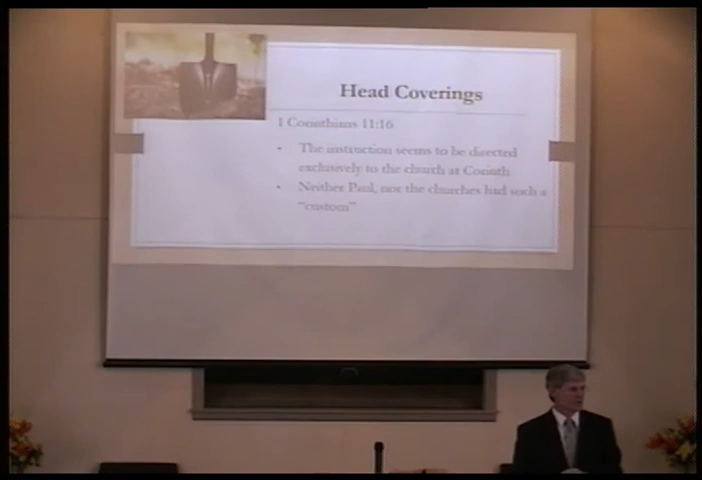 Head Coverings
1 Corinthians 11:16
• The instruction seems to be directed
exclusively to the church at Corinth
• Neither Paul, nor the churches had such a
"custom"